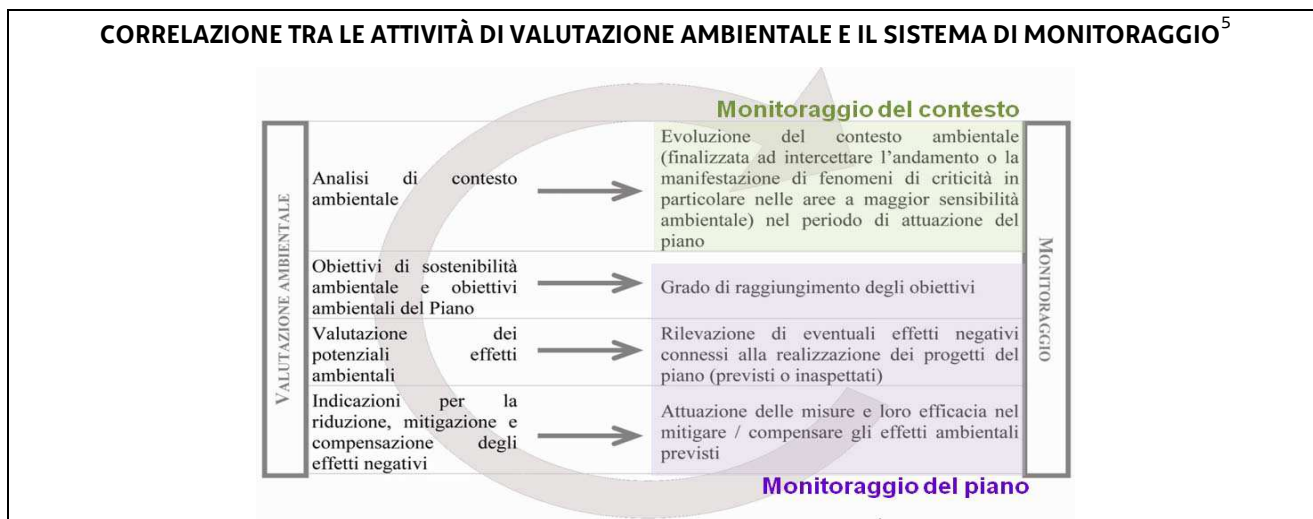 CORRELAZIONE TRA LE ATTIVITÀ DI VALUTAZIONE AMBIENTALE E IL SISTEMA DI MONITORAGGIO5
Monitoraggio del contesto
VALUTAZIONE AMBIENTALE
Analisi di contesto
ambientale
Evoluzione del contesto ambientale
(finalizzata ad intercettare l'andamento o la
manifestazione di fenomeni di criticità in
particolare nelle aree a maggior sensibilità
ambientale) nel periodo di attuazione del
piano
Obiettivi di sostenibilità
ambientale e obiettivi
ambientali del Piano
Grado di raggiungimento degli obiettivi
Valutazione dei
potenziali effetti
ambientali
Rilevazione di eventuali effetti negativi
connessi alla realizzazione dei progetti del
piano (previsti o inaspettati)
Indicazioni per la
riduzione, mitigazione e
compensazione degli
effetti negativi
Attuazione delle misure e loro efficacia nel
mitigare / compensare gli effetti ambientali
previsti
MONITORAGGIO
Monitoraggio del piano